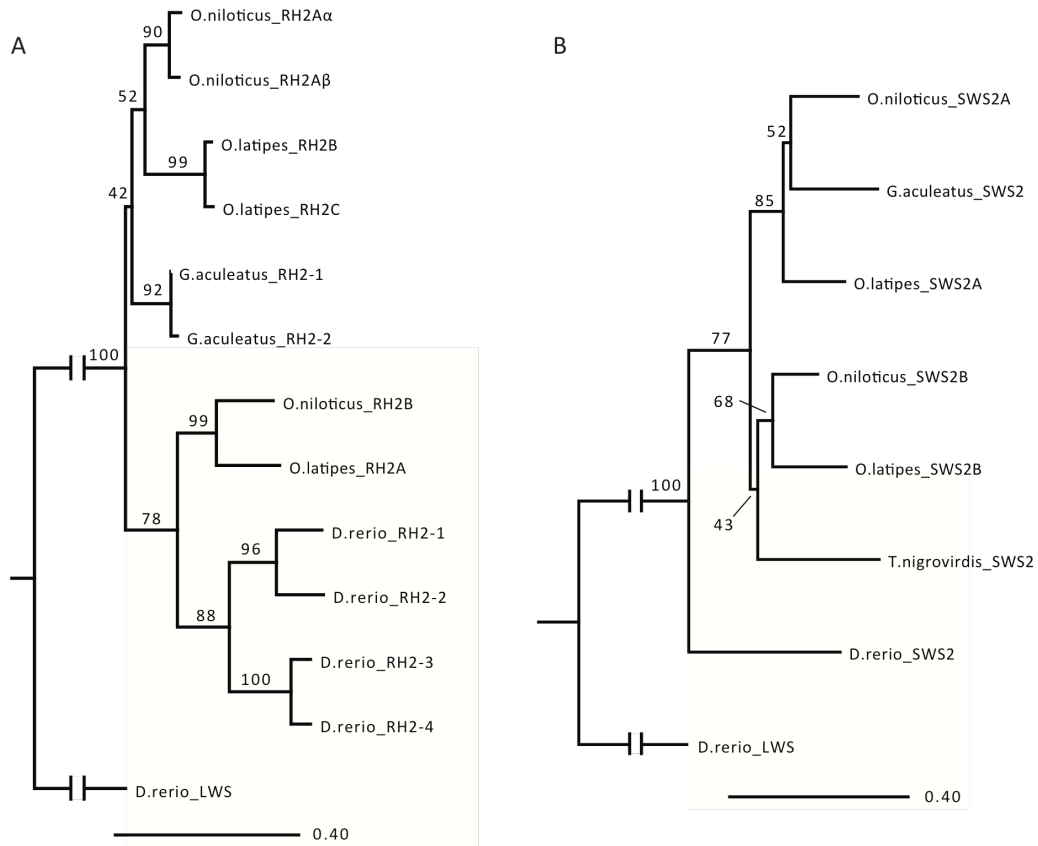 A
90
O.niloticus_RH2Aα
O.niloticus_RH2Aβ
52
O.latipes_RH2B
99
O.latipes_RH2C
42
G.aculeatus_RH2-1
92
G.aculeatus_RH2-2
100
O.niloticus_RH2B
99
O.latipes_RH2A
78
D.rerio_RH2-1
96
D.rerio_RH2-2
88
D.rerio_RH2-3
100
D.rerio_RH2-4
D.rerio_LWS
0.40
B
O.niloticus_SWS2A
52
G.aculeatus_SWS2
85
O.latipes_SWS2A
77
O.niloticus_SWS2B
68
O.latipes_SWS2B
100
43
T.nigrovirdis_SWS2
D.rerio_SWS2
D.rerio_LWS
0.40